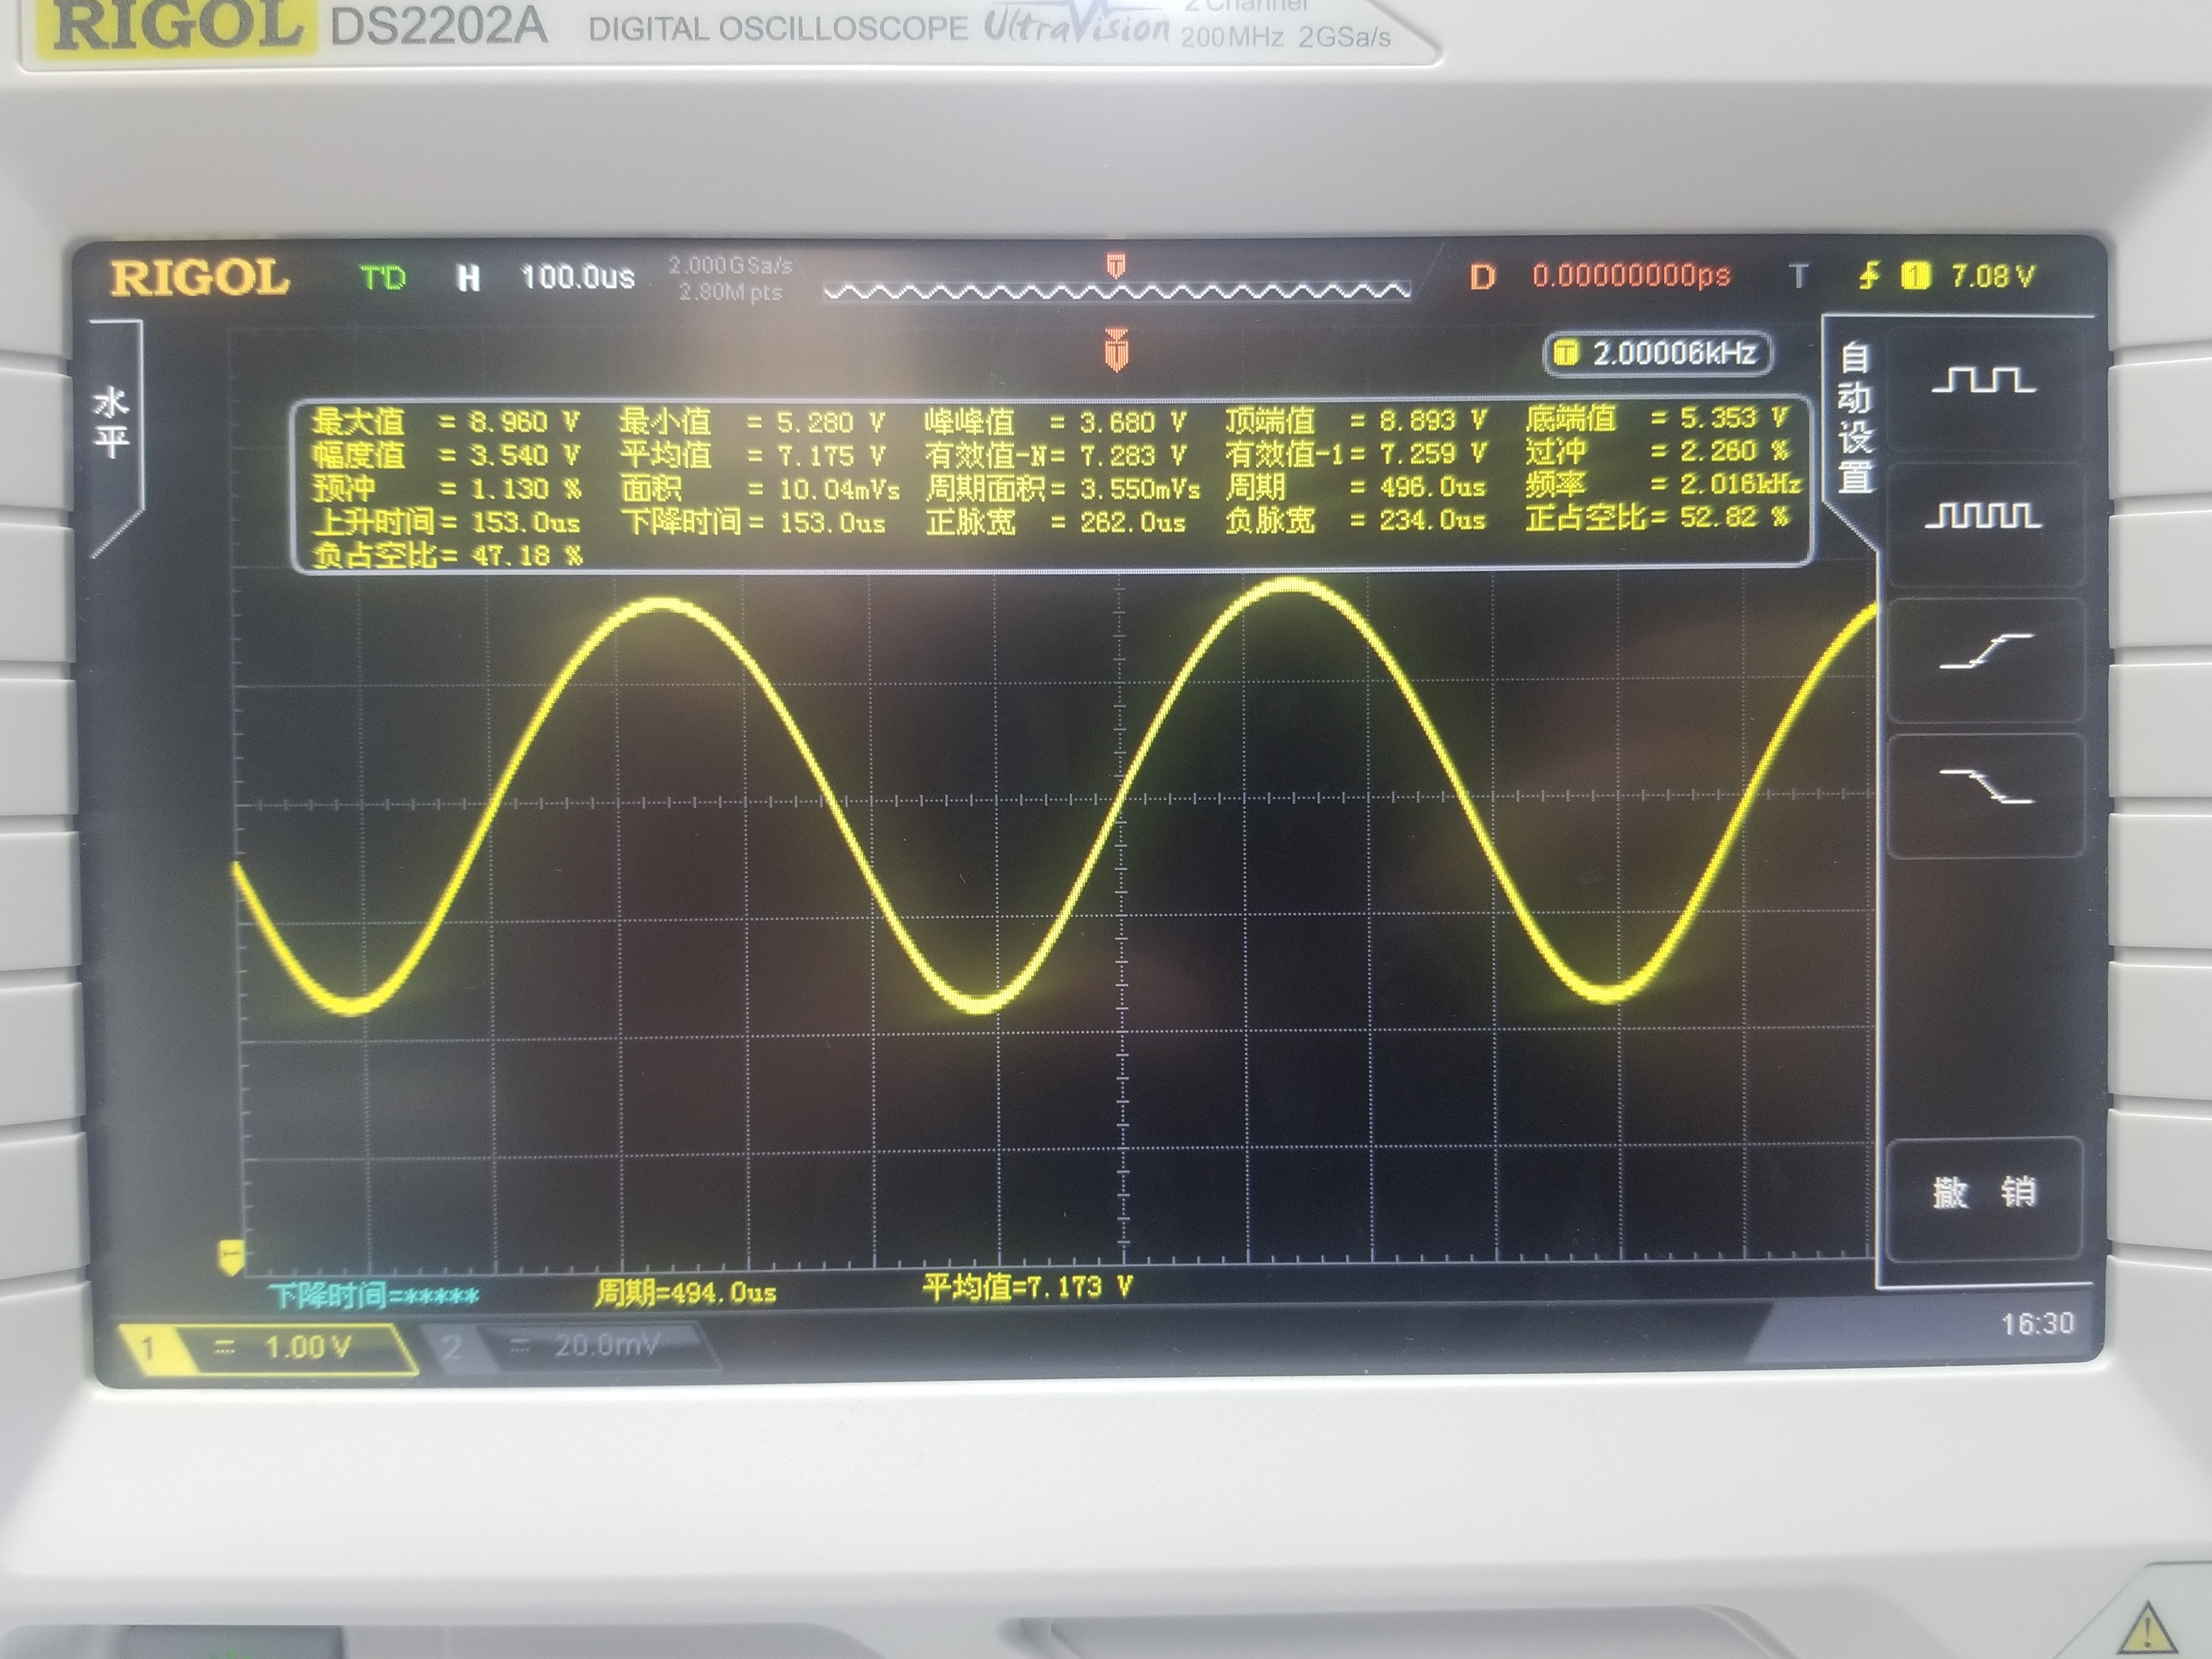 RIGOL DS2202A DIGITAL OSCILLOSCOPE UltraVision 2 Channel
200MHz 2GSa/s
RIGOL T'D H 100.0us 2.000GSa/s
2.80M pts
D 0.00000000ps T 1 7.08 V
水平
T 2.00006kHz
自动设置
最大值 = 8.960 V 最小值 = 5.280 V 峰峰值 = 3.680 V 顶端值 = 8.893 V 底端值 = 5.353 V
幅度值 = 3.540 V 平均值 = 7.175 V 有效值-N= 7.283 V 有效值-1= 7.259 V 过冲 = 2.260 %
预冲 = 1.130 % 面积 = 10.04mVs 周期面积= 3.550mVs 周期 = 496.0us 频率 = 2.016kHz
上升时间= 153.0us 下降时间= 153.0us 正脉宽 = 262.0us 负脉宽 = 234.0us 正占空比= 52.82 %
负占空比= 47.18 %
撤 销
下降时间=***** 周期=494.0us 平均值=7.173 V
1 1.00 V 2 20.0mV
16:30